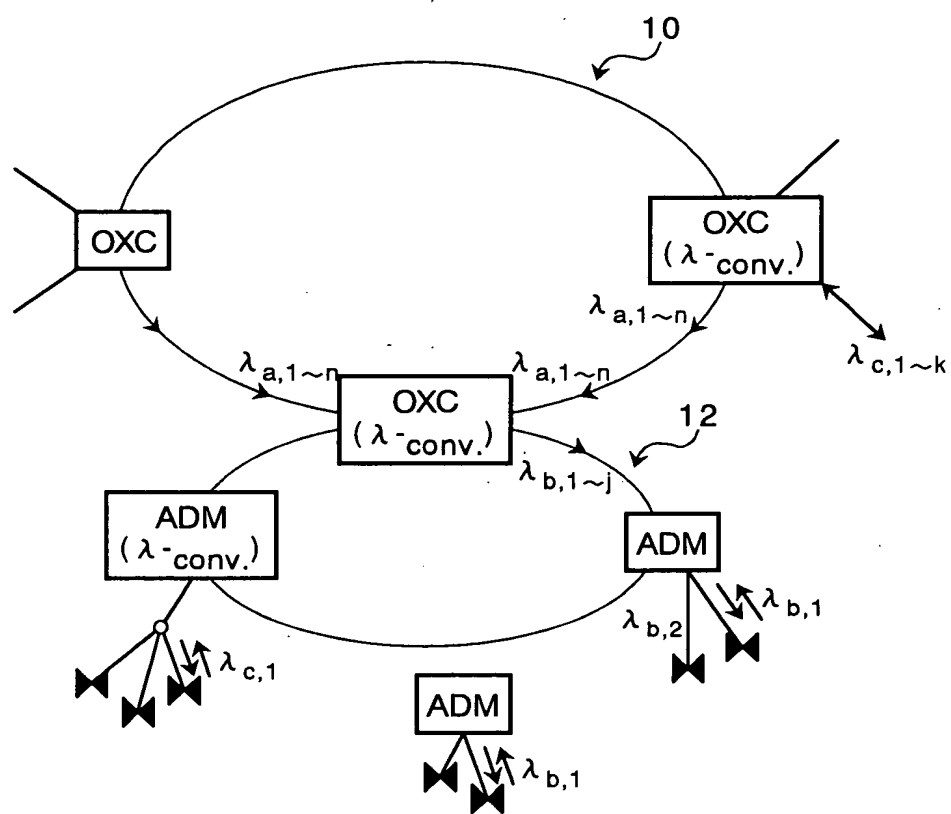 10
OXC
OXC
(λ-conv.)
λa,1~n
λc,1~k
λa,1~n
λa,1~n
OXC
(λ-conv.)
12
λb,1~j
ADM
(λ-conv.)
ADM
λb,2
λb,1
λc,1
ADM
λb,1